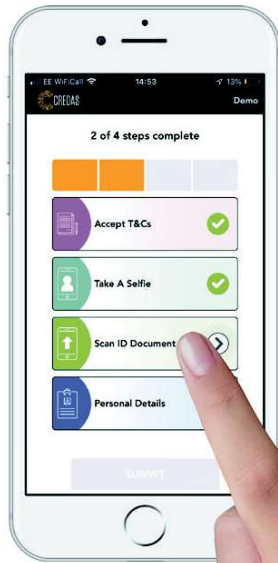 EE WiFiCall 14:53 13%
CREDAS Demo
2 of 4 steps complete
Accept T&Cs
Take A Selfie
Scan ID Document
Personal Details
SUBMIT